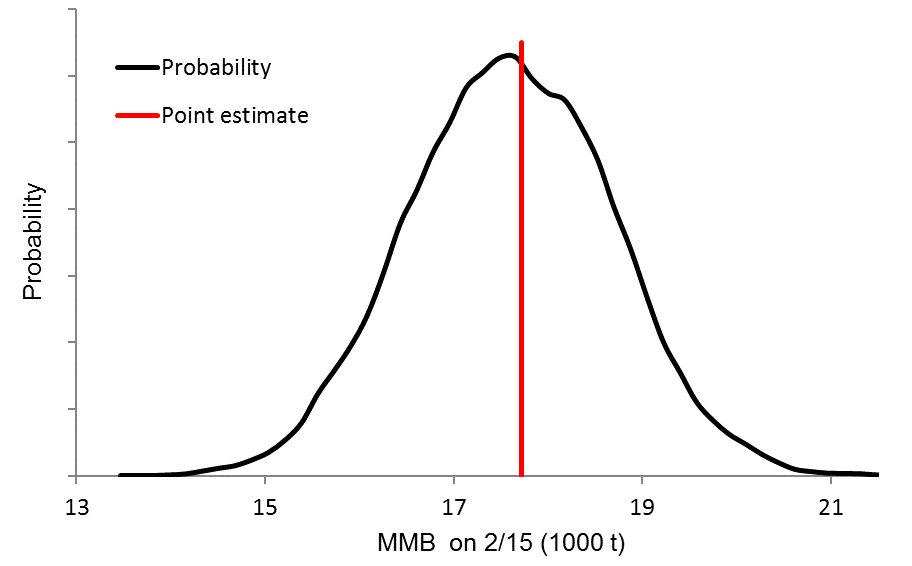 Probability
Point estimate
Probability
13 15 17 19 21
MMB on 2/15 (1000 t)